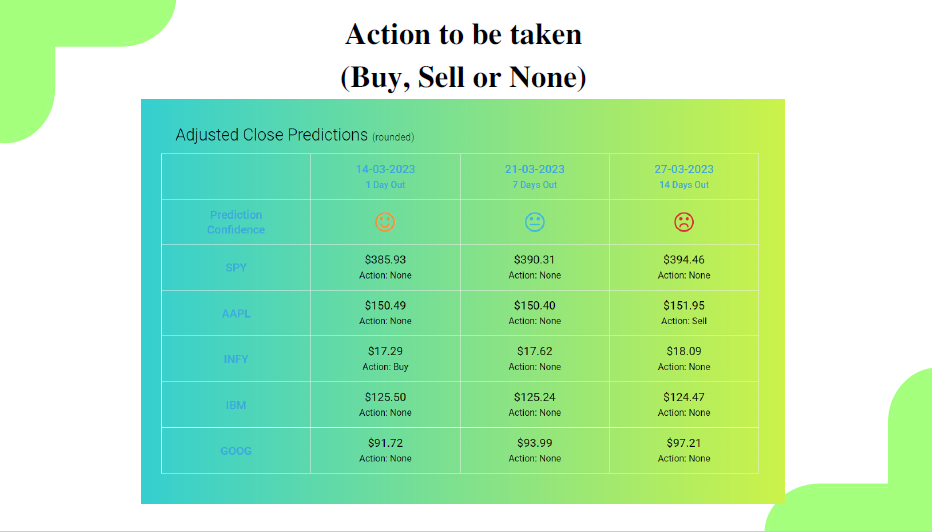 Action to be taken
(Buy, Sell or None)
Adjusted Close Predictions (rounded)
14-03-2023 21-03-2023 27-03-2023
1 Day Out 7 Days Out 14 Days Out
Prediction
Confidence
SPY $385.93 $390.31 $394.46
Action: None Action: None Action: None
AAPL $150.49 $150.40 $151.95
Action: None Action: None Action: Sell
INFY $17.29 $17.62 $18.09
Action: Buy Action: None Action: None
IBM $125.50 $125.24 $124.47
Action: None Action: None Action: None
GOOG $91.72 $93.99 $97.21
Action: None Action: None Action: None